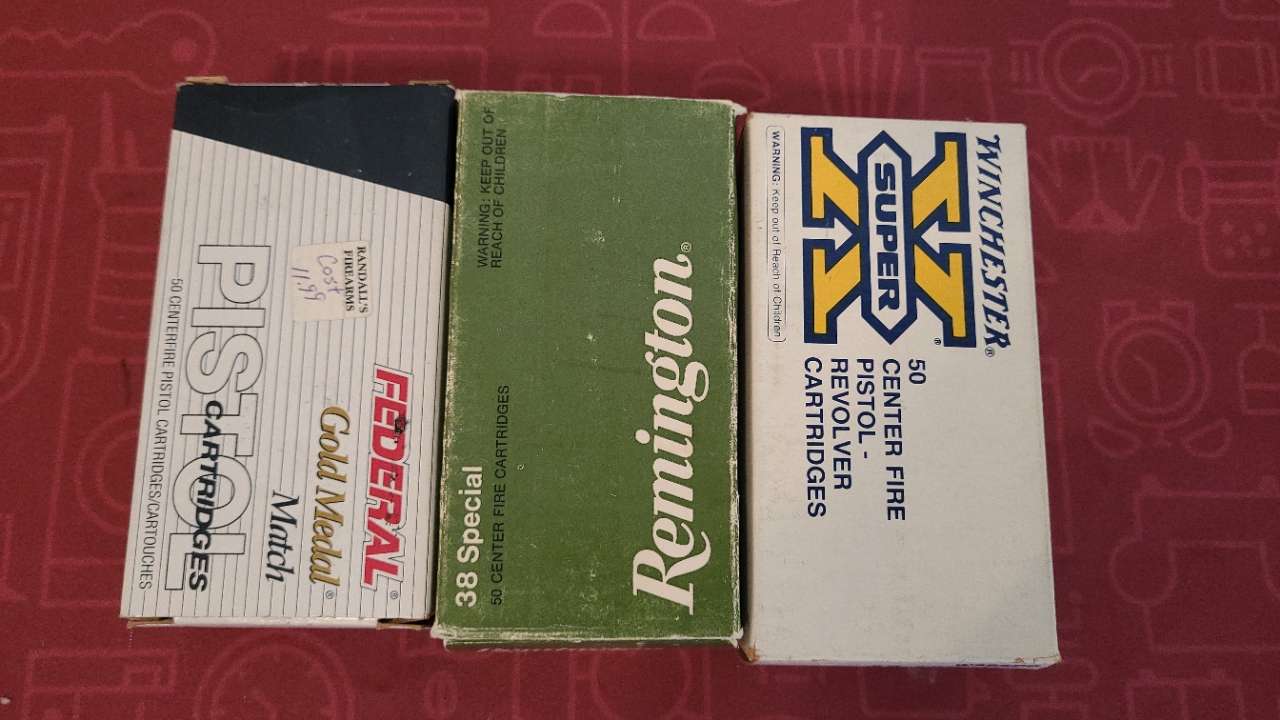 PISTOL
CARTRIDGES
50 CENTERFIRE PISTOL CARTRIDGES/CARTOUCHES
RANDALL'S
FIREARMS
Cost
11.99
FEDERAL®
Gold Medal®
Match
WARNING: KEEP OUT OF
REACH OF CHILDREN
Remington®
38 Special
50 CENTER FIRE CARTRIDGES
WINCHESTER®
SUPER
X®
WARNING: Keep out of Reach of Children
50
CENTER FIRE
PISTOL -
REVOLVER
CARTRIDGES